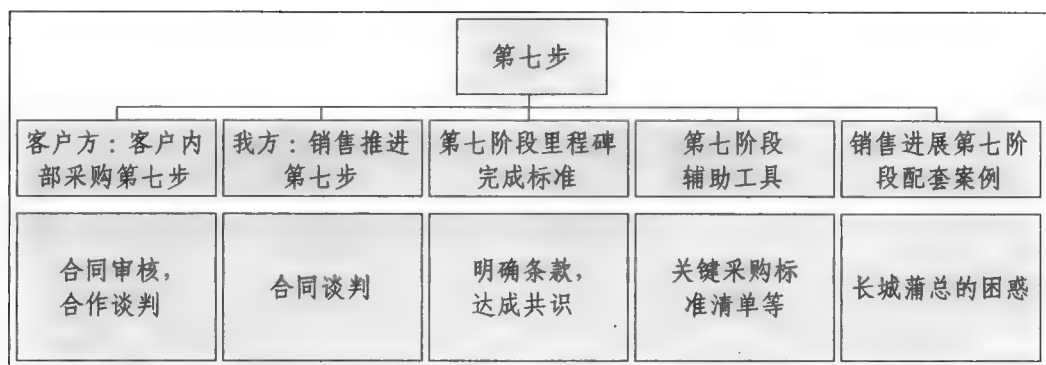 第七步
客户方：客户内
部采购第七步
我方：销售推进
第七步
第七阶段里程碑
完成标准
第七阶段
辅助工具
销售进展第七阶
段配套案例
合同审核，
合作谈判
合同谈判
明确条款，
达成共识
关键采购标
准清单等
长城蒲总的困惑